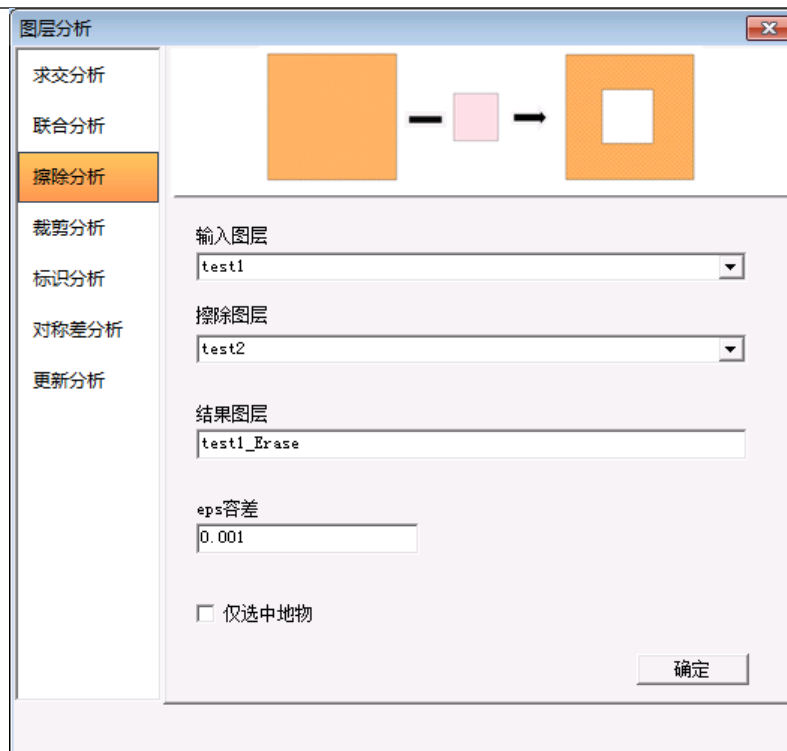 图层分析
求交分析
联合分析
擦除分析
裁剪分析
标识分析
对称差分析
更新分析
输入图层
test1
擦除图层
test2
结果图层
test1_Erase
eps容差
0.001
仅选中地物
确定